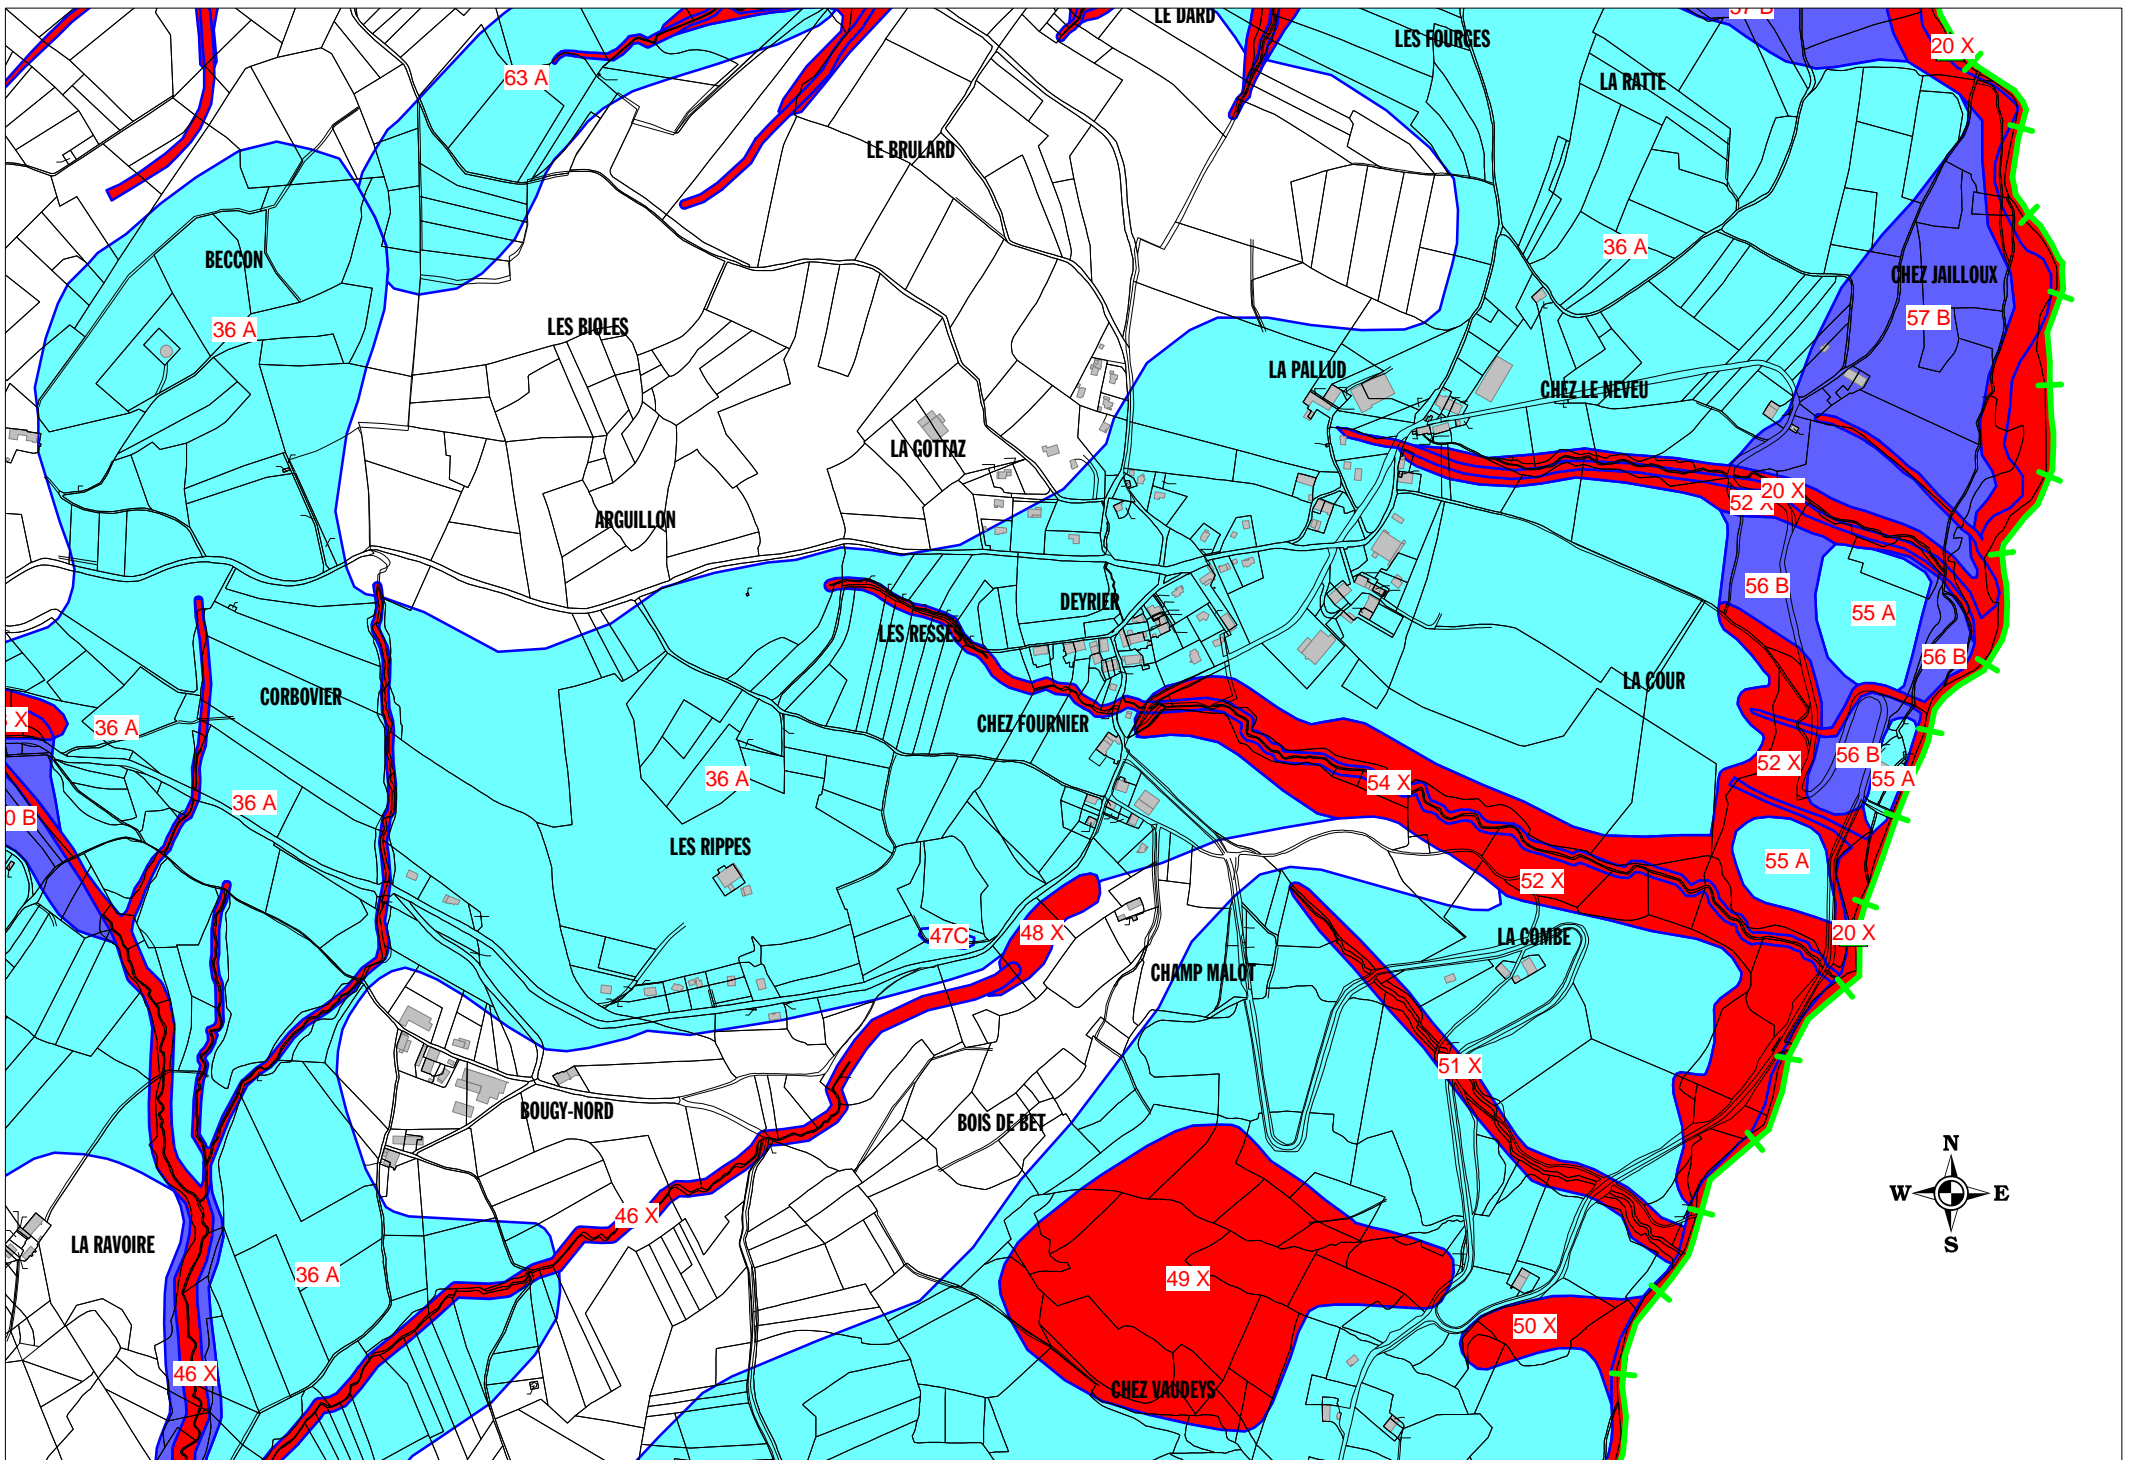 LE DARD
57 B
LES FOURGES
20 X
63 A
LA RATTE
LE BRULARD
BECCON
36 A
CHEZ JAILLOUX
36 A
LES BIOLES
57 B
LA PALLUD
CHEZ LE NEVEU
LA GOTTAZ
20 X
52 X
ARGUILLON
56 B
DEYRIER
55 A
LES RESSES
56 B
LA COUR
CORBOVIER
X
36 A
CHEZ FOURNIER
56 B
52 X
36 A
54 X
55 A
36 A
0 B
LES RIPPES
55 A
52 X
47C
48 X
LA COMBE
20 X
CHAMP MALOT
51 X
BOUGY-NORD
BOIS DE BET
N
W
E
S
46 X
LA RAVOIRE
36 A
49 X
50 X
46 X
CHEZ VAUDEYS